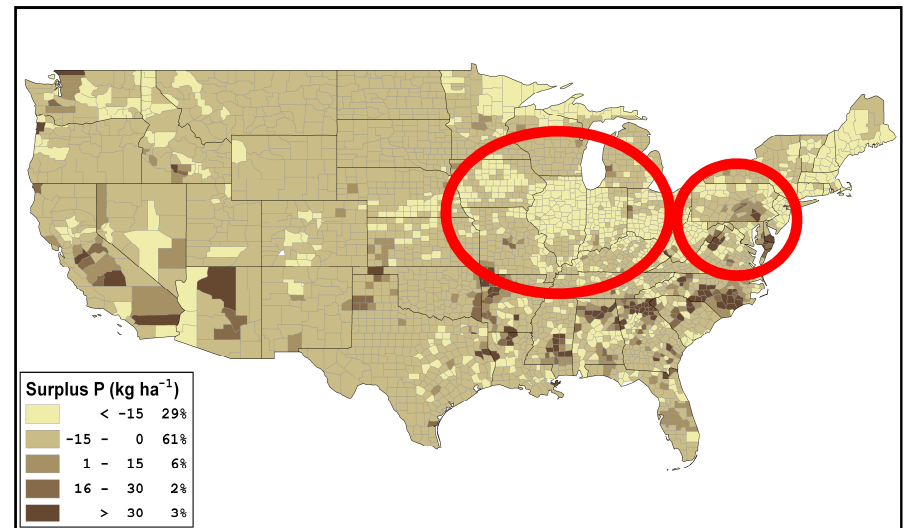 Surplus P (kg ha⁻¹)
< -15 29%
-15 - 0 61%
1 - 15 6%
16 - 30 2%
> 30 3%